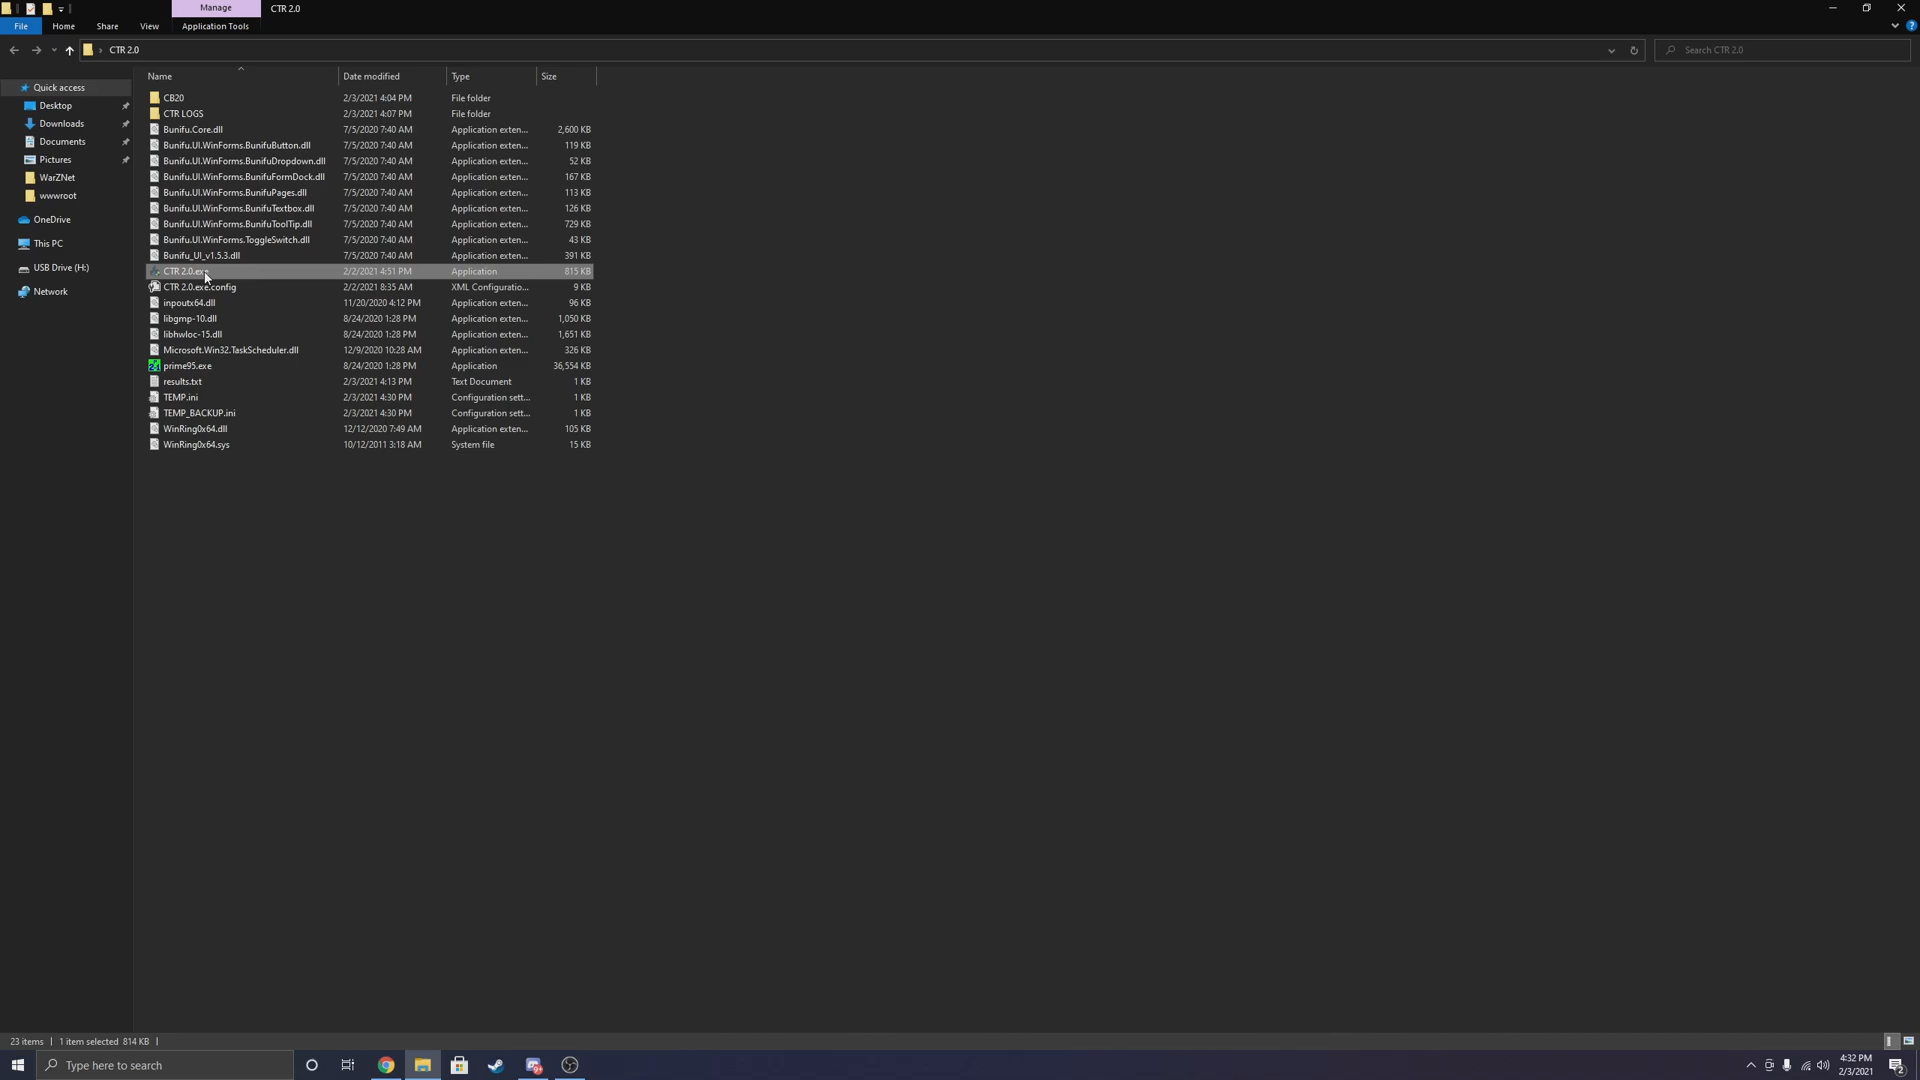 Manage
CTR 2.0
File
Home
Share
View
Application Tools
CTR 2.0
Search CTR 2.0
Name
Date modified
Type
Size
Quick access
Desktop
Downloads
Documents
Pictures
WarZNet
wwwroot
OneDrive
This PC
USB Drive (H:)
Network
CB20 2/3/2021 4:04 PM File folder
CTR LOGS 2/3/2021 4:07 PM File folder
Bunifu.Core.dll 7/5/2020 7:40 AM Application exten... 2,600 KB
Bunifu.UI.WinForms.BunifuButton.dll 7/5/2020 7:40 AM Application exten... 119 KB
Bunifu.UI.WinForms.BunifuDropdown.dll 7/5/2020 7:40 AM Application exten... 52 KB
Bunifu.UI.WinForms.BunifuFormDock.dll 7/5/2020 7:40 AM Application exten... 167 KB
Bunifu.UI.WinForms.BunifuPages.dll 7/5/2020 7:40 AM Application exten... 113 KB
Bunifu.UI.WinForms.BunifuTextbox.dll 7/5/2020 7:40 AM Application exten... 126 KB
Bunifu.UI.WinForms.BunifuToolTip.dll 7/5/2020 7:40 AM Application exten... 729 KB
Bunifu.UI.WinForms.ToggleSwitch.dll 7/5/2020 7:40 AM Application exten... 43 KB
Bunifu_UI_v1.5.3.dll 7/5/2020 7:40 AM Application exten... 391 KB
CTR 2.0.exe 2/2/2021 4:51 PM Application 815 KB
CTR 2.0.exe.config 2/2/2021 8:35 AM XML Configuratio... 9 KB
inpoutx64.dll 11/20/2020 4:12 PM Application exten... 96 KB
libgmp-10.dll 8/24/2020 1:28 PM Application exten... 1,050 KB
libhwloc-15.dll 8/24/2020 1:28 PM Application exten... 1,651 KB
Microsoft.Win32.TaskScheduler.dll 12/9/2020 10:28 AM Application exten... 326 KB
prime95.exe 8/24/2020 1:28 PM Application 36,554 KB
results.txt 2/3/2021 4:13 PM Text Document 1 KB
TEMP.ini 2/3/2021 4:30 PM Configuration sett... 1 KB
TEMP_BACKUP.ini 2/3/2021 4:30 PM Configuration sett... 1 KB
WinRing0x64.dll 12/12/2020 7:49 AM Application exten... 105 KB
WinRing0x64.sys 10/12/2011 3:18 AM System file 15 KB
23 items
1 item selected 814 KB
Type here to search
4:32 PM
2/3/2021